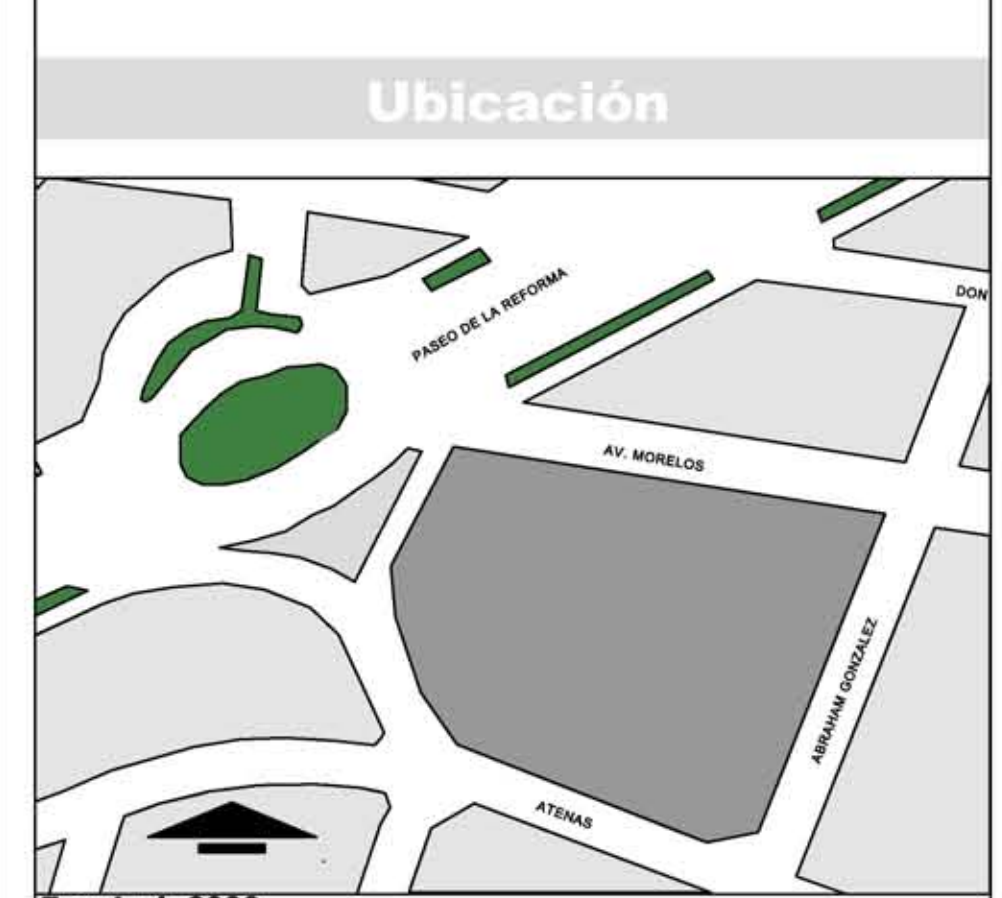 Ubicación
DON
PASEO DE LA REFORMA
AV. MORELOS
ABRAHAM GONZALEZ
ATENAS